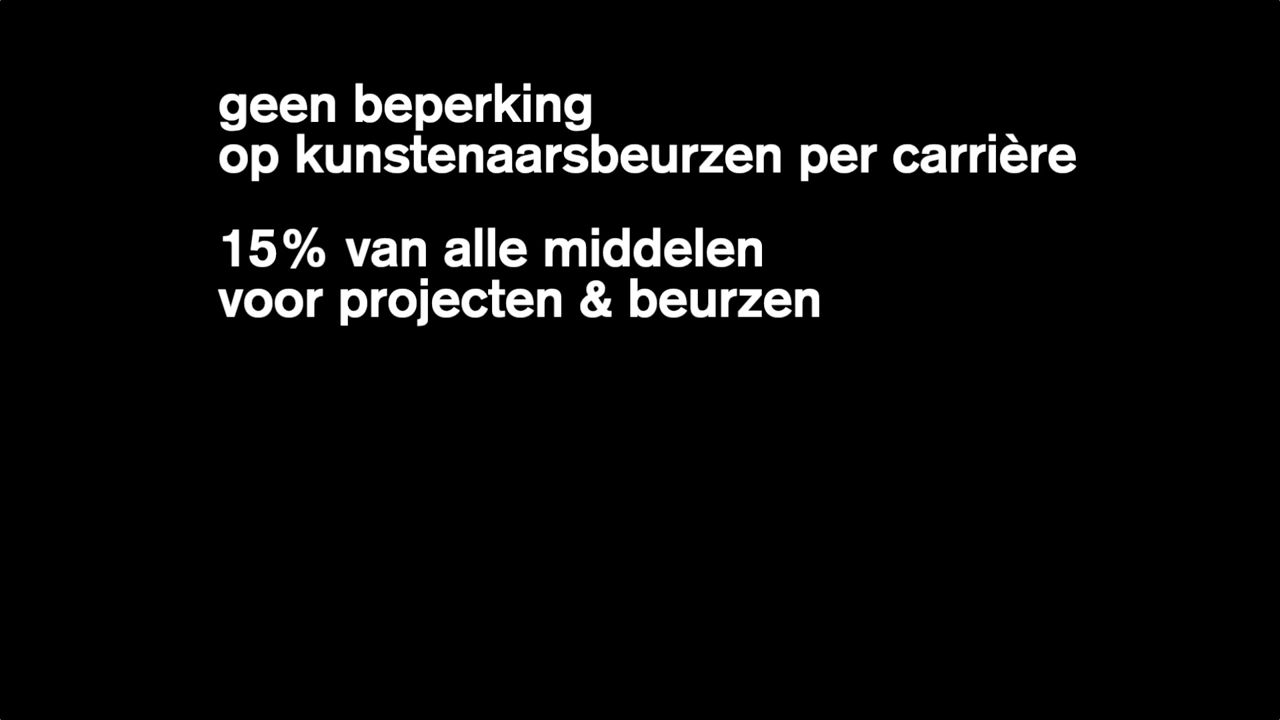 geen beperking
op kunstenaarsbeurzen per carrière
15% van alle middelen
voor projecten & beurzen